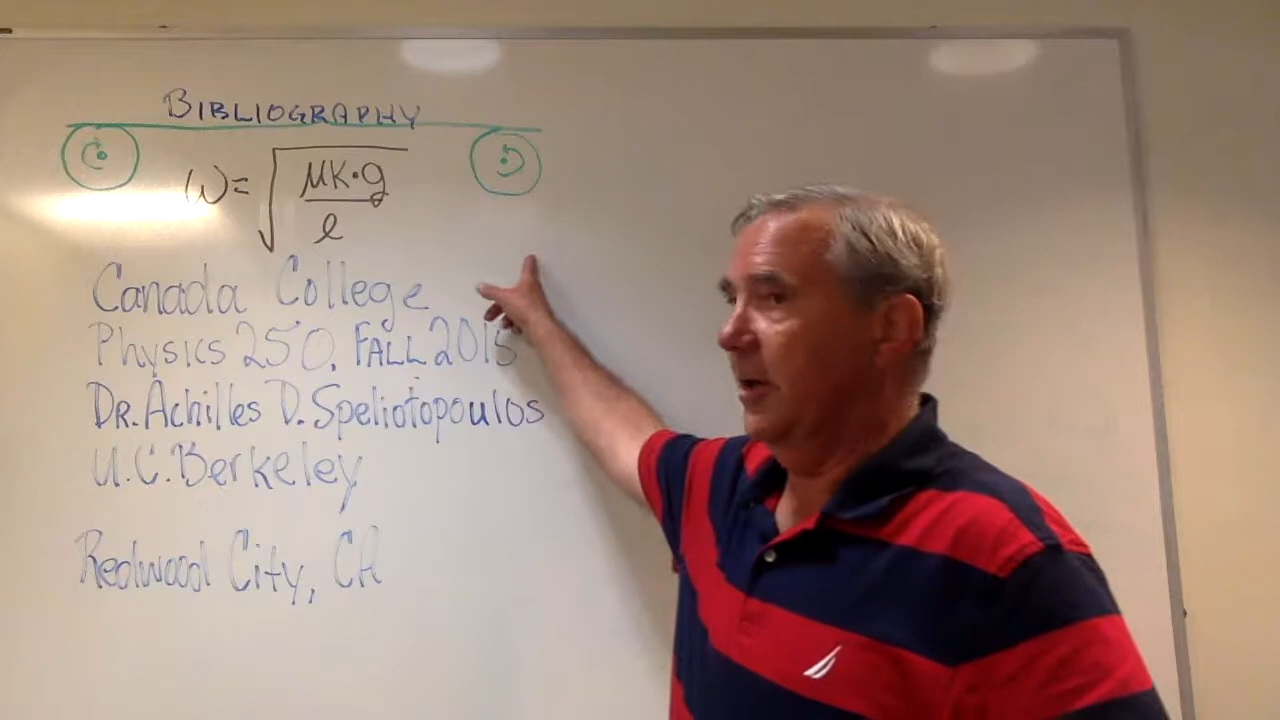 BIBLIOGRAPHY
ω = √(μK·g / l)
Canada College
Physics 250. FALL 2015
DR. Achilles D. Speliotopoulos
U.C. Berkeley
Redwood City, CA